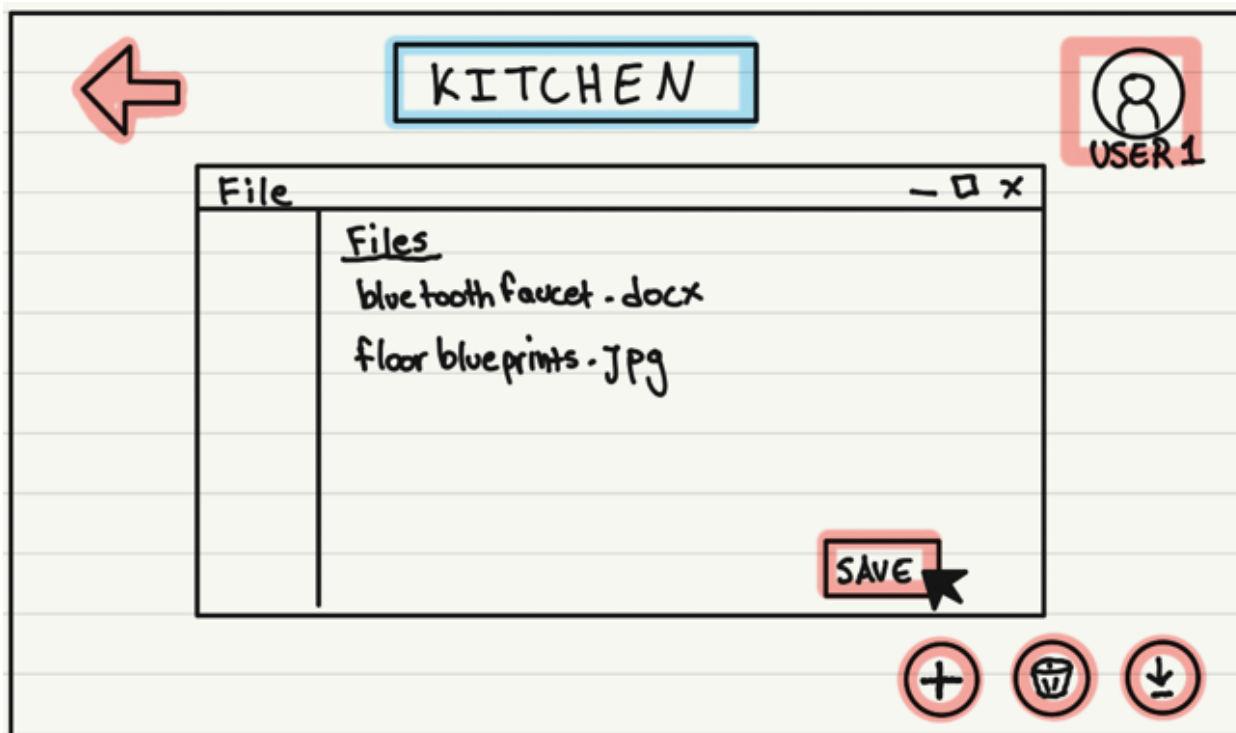 KITCHEN
USER 1
File
Files
bluetooth faucet.docx
floor blueprints.jpg
SAVE